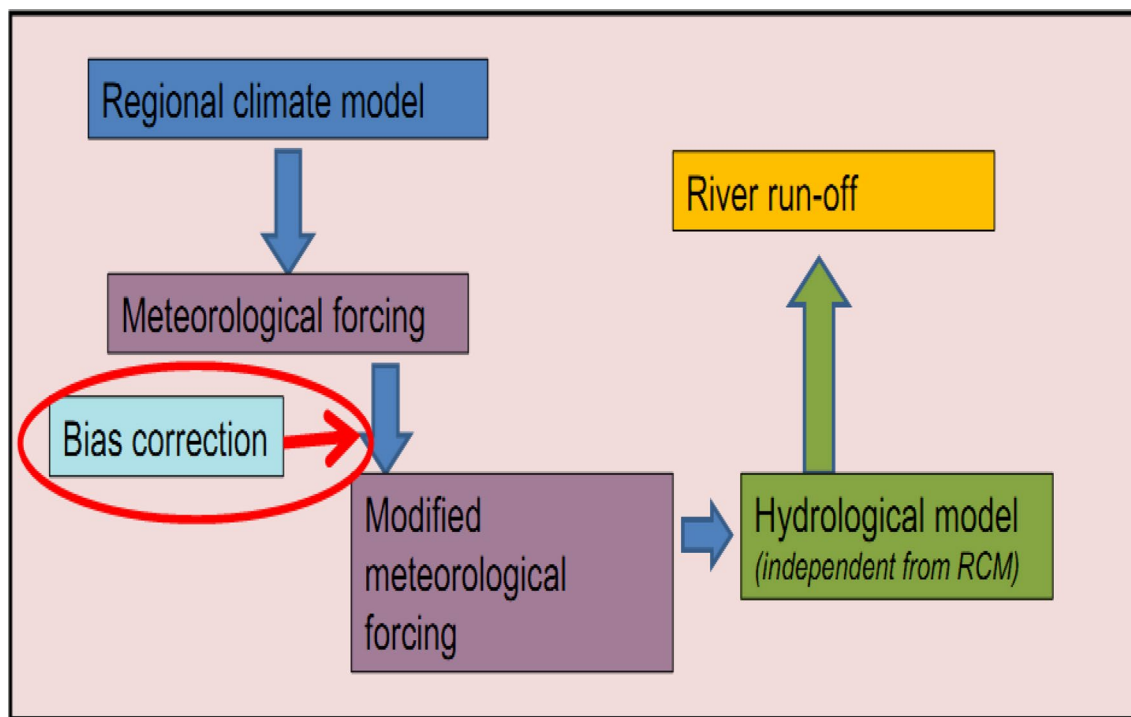 Regional climate model
River run-off
Meteorological forcing
Bias correction
Modified
meteorological
forcing
Hydrological model
(independent from RCM)